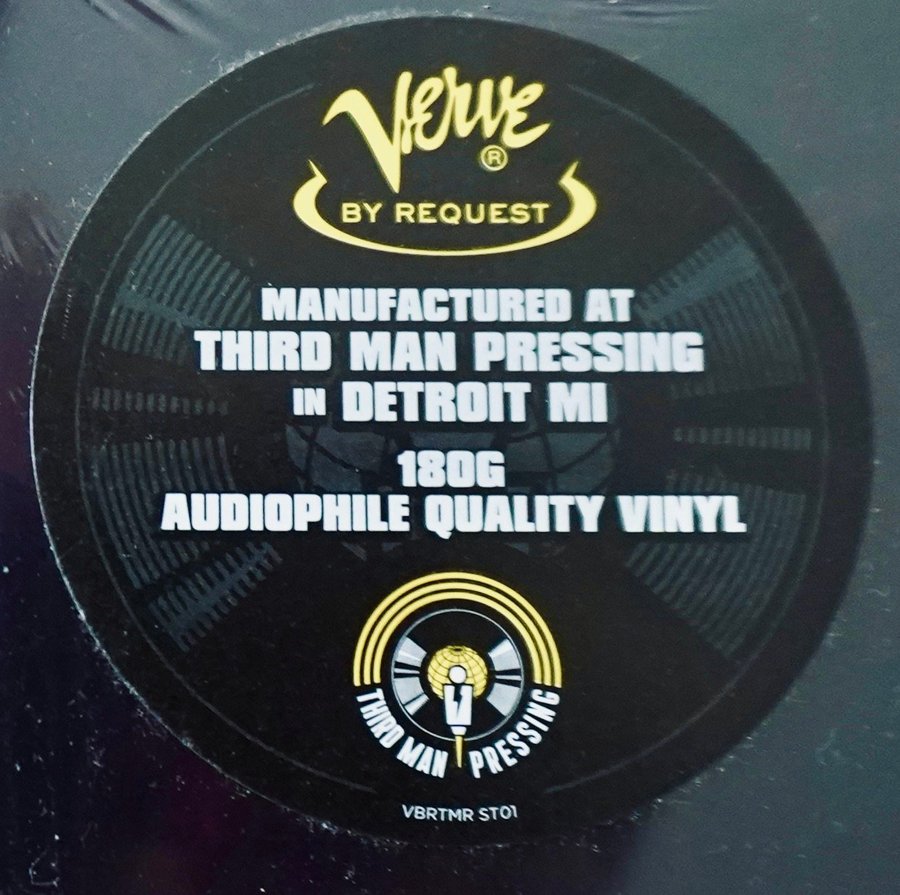 Verve
®
BY REQUEST
MANUFACTURED AT
THIRD MAN PRESSING
IN DETROIT MI
180G
AUDIOPHILE QUALITY VINYL
THIRD MAN PRESSING
VBRTMR ST01